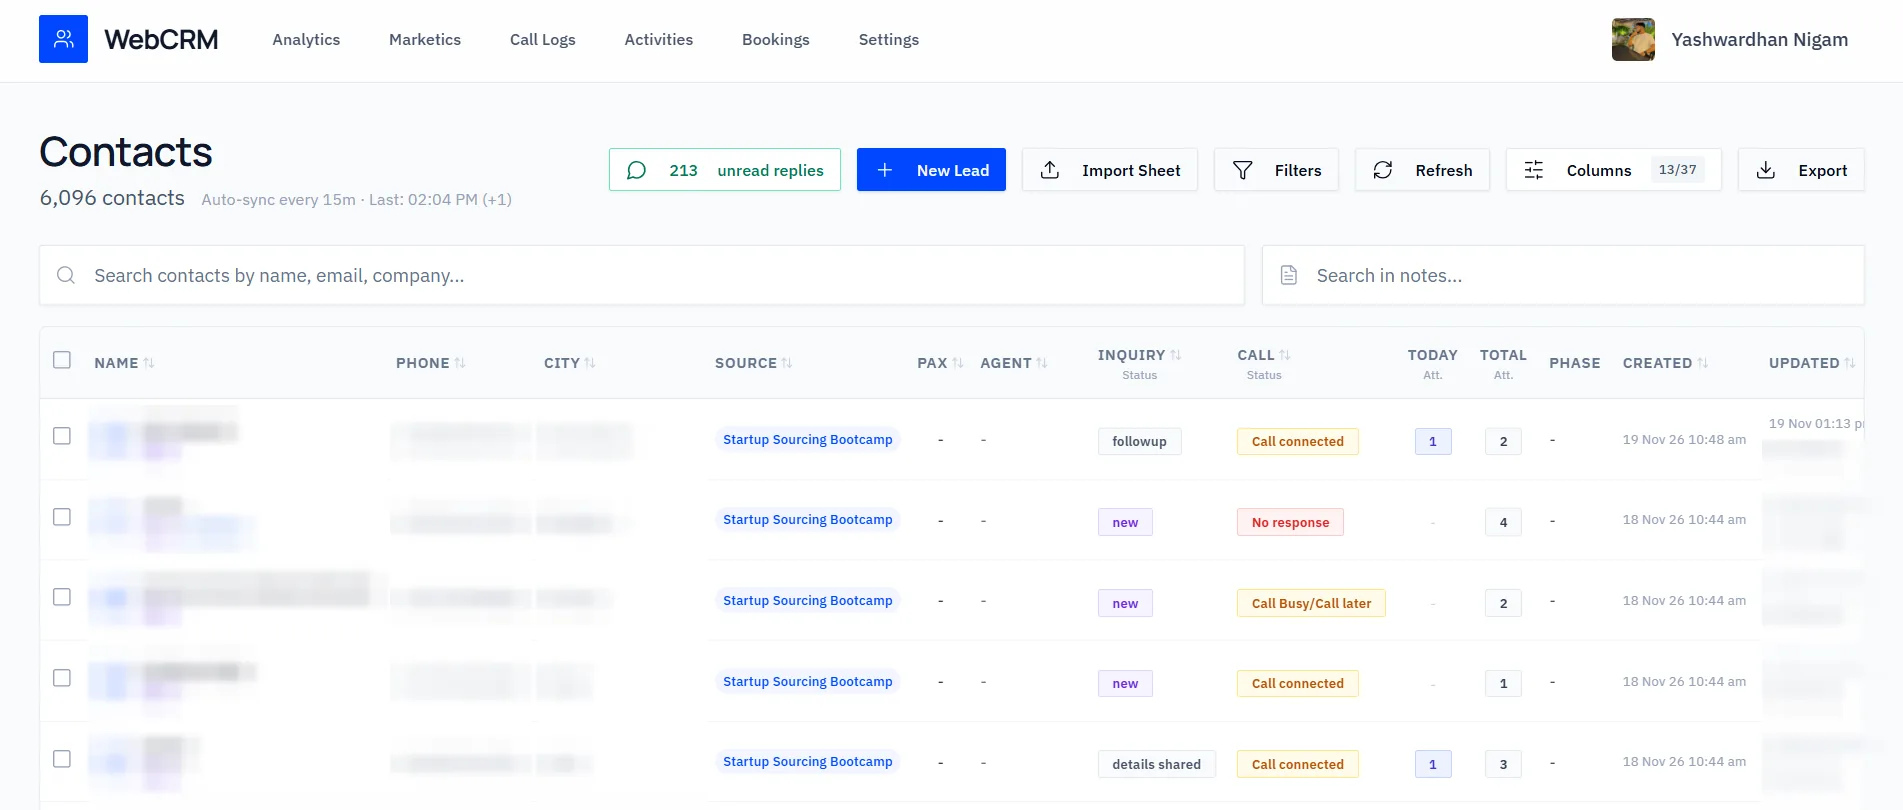 WebCRM Analytics Marketics Call Logs Activities Bookings Settings Yashwardhan Nigam
Contacts
6,096 contacts Auto-sync every 15m · Last: 02:04 PM (+1)
213 unread replies New Lead Import Sheet Filters Refresh Columns 13/37 Export
Search contacts by name, email, company... Search in notes...
NAME PHONE CITY SOURCE PAX AGENT INQUIRY Status CALL Status TODAY Att. TOTAL Att. PHASE CREATED UPDATED
Startup Sourcing Bootcamp - - followup Call connected 1 2 - 19 Nov 26 10:48 am 19 Nov 01:13
Startup Sourcing Bootcamp - - new No response - 4 - 18 Nov 26 10:44 am
Startup Sourcing Bootcamp - - new Call Busy/Call later - 2 - 18 Nov 26 10:44 am
Startup Sourcing Bootcamp - - new Call connected - 1 - 18 Nov 26 10:44 am
Startup Sourcing Bootcamp - - details shared Call connected 1 3 - 18 Nov 26 10:44 am